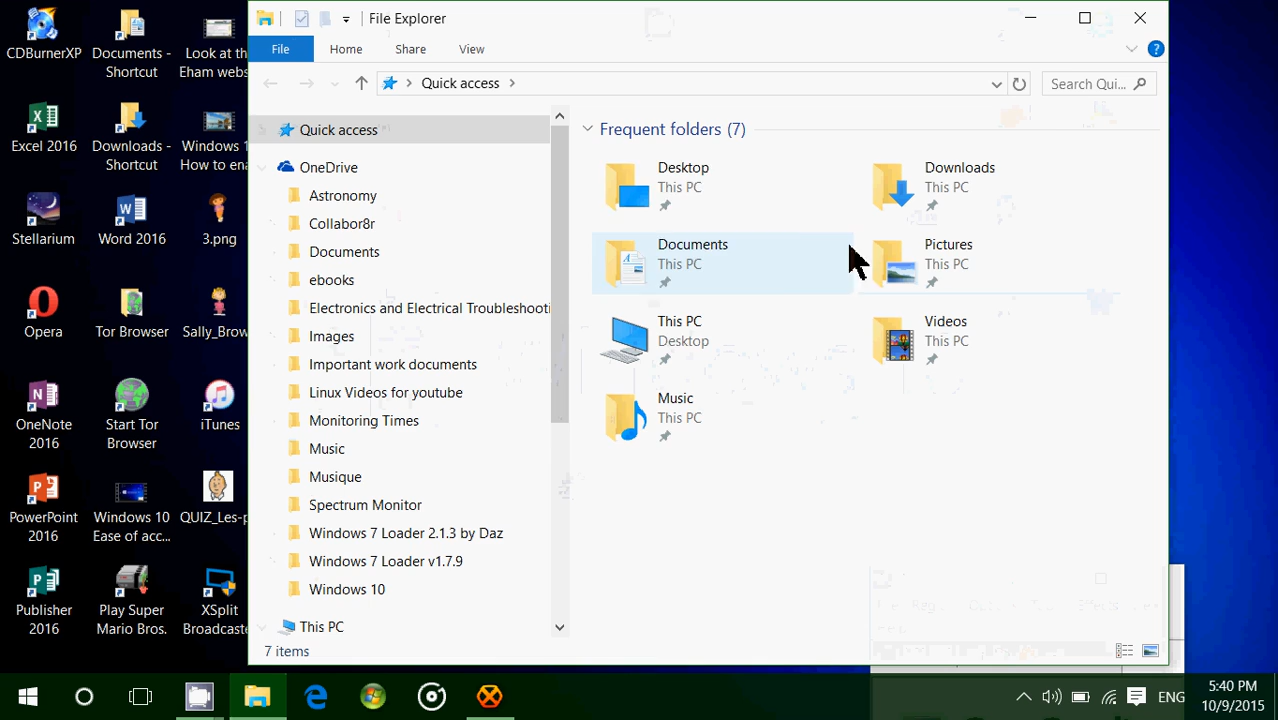 CDBurnerXP
Documents -
Shortcut
Look at th
Eham webs
Excel 2016
Downloads -
Shortcut
Windows 1
How to ena
Stellarium
Word 2016
3.png
Opera
Tor Browser
Sally_Brow
OneNote
2016
Start Tor
Browser
iTunes
PowerPoint
2016
Windows 10
Ease of acc...
QUIZ_Les-p
Publisher
2016
Play Super
Mario Bros.
XSplit
Broadcaste
File Explorer
File
Home
Share
View
Quick access
Search Qui...
Quick access
OneDrive
Astronomy
Collabor8r
Documents
ebooks
Electronics and Electrical Troubleshooti
Images
Important work documents
Linux Videos for youtube
Monitoring Times
Music
Musique
Spectrum Monitor
Windows 7 Loader 2.1.3 by Daz
Windows 7 Loader v1.7.9
Windows 10
This PC
7 items
Frequent folders (7)
Desktop
This PC
Downloads
This PC
Documents
This PC
Pictures
This PC
This PC
Desktop
Videos
This PC
Music
This PC
ENG
5:40 PM
10/9/2015